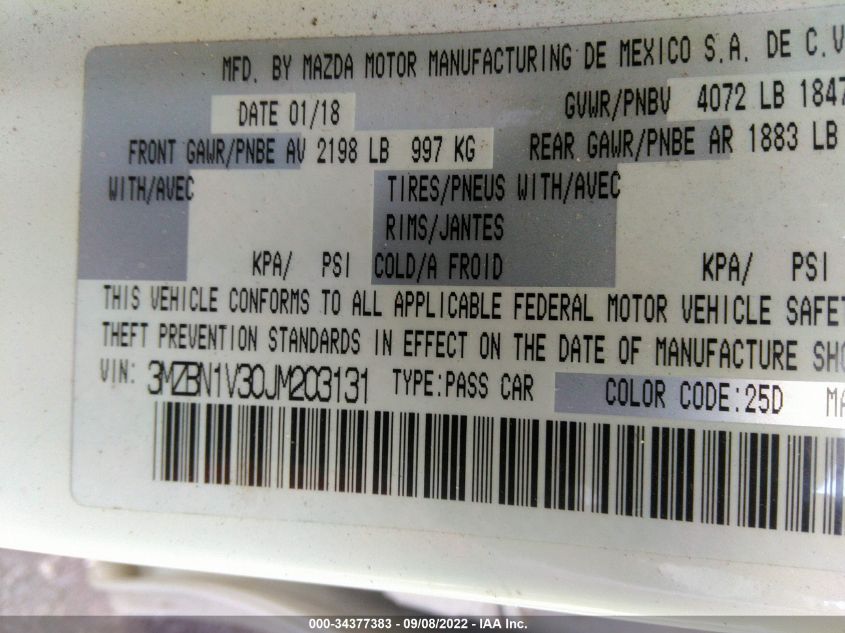 MFD. BY MAZDA MOTOR MANUFACTURING DE MEXICO S.A. DE C.V
DATE 01/18 GVWR/PNBV 4072 LB 1847
FRONT GAWR/PNBE AV 2198 LB 997 KG REAR GAWR/PNBE AR 1883 LB
WITH/AVEC TIRES/PNEUS WITH/AVEC
RIMS/JANTES
KPA/ PSI COLD/A FROID KPA/ PSI
THIS VEHICLE CONFORMS TO ALL APPLICABLE FEDERAL MOTOR VEHICLE SAFET
THEFT PREVENTION STANDARDS IN EFFECT ON THE DATE OF MANUFACTURE SHO
VIN: 3MZBN1V30JM203131 TYPE:PASS CAR COLOR CODE:25D MA
000-34377383 - 09/08/2022 - IAA Inc.